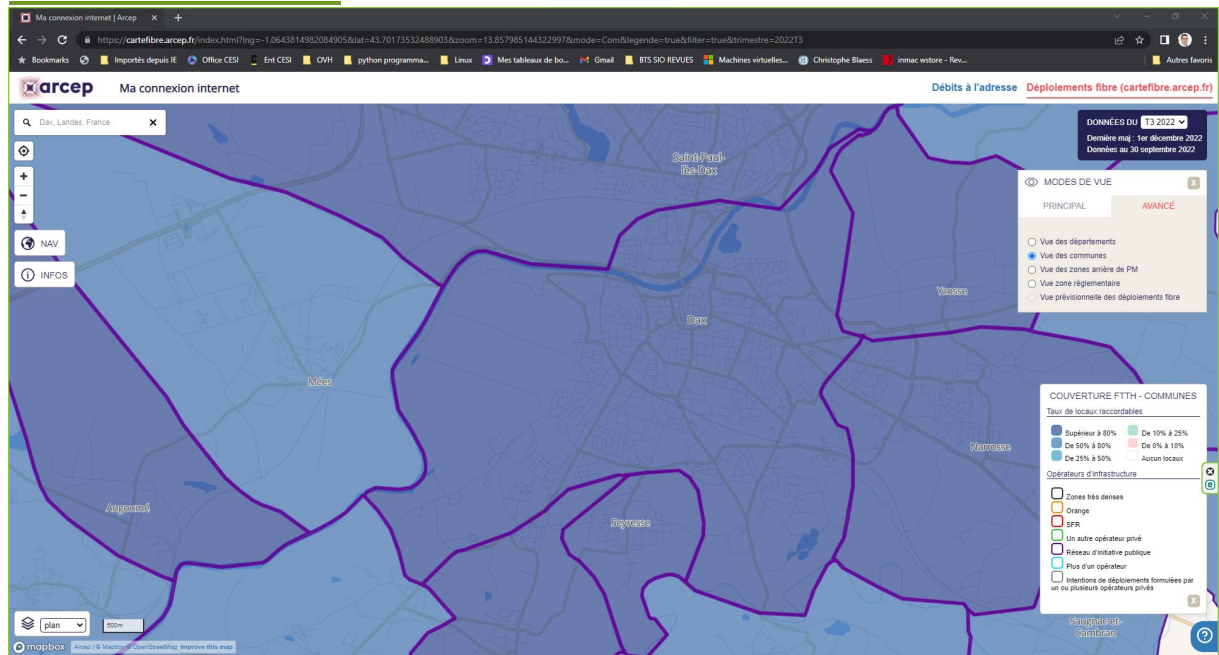 Ma connexion internet | Arcep
https://cartefibre.arcep.fr/index.html?lng=-1.0643814982084905&lat=43.70173532488903&zoom=13.857985144322997&mode=Com&legende=true&filter=true&trimestre=2022T3
Bookmarks
Importés depuis IE
Office CESI
Ent CESI
OVH
python programma...
Linux
Mes tableaux de bo...
Gmail
BTS SIO REVUES
Machines virtuelles...
Christophe Blaess
inmac wstore - Rev...
Autres favoris
arcep
Ma connexion internet
Débits à l'adresse
Déploiements fibre (cartefibre.arcep.fr)
Dax, Landes, France
DONNÉES DU T3 2022
Dernière maj : 1er décembre 2022
Données au 30 septembre 2022
NAV
INFOS
MODES DE VUE
X
PRINCIPAL
AVANCÉ
Vue des départements
Vue des communes
Vue des zones arrière de PM
Vue zone règlementaire
Vue prévisionnelle des déploiements fibre
Saint-Paul-
lès-Dax
Yzosse
Dax
Mées
Narrosse
Angoumé
Seyresse
Saugnac-et-
Cambran
COUVERTURE FTTH - COMMUNES
Taux de locaux raccordables
Supérieur à 80%
De 10% à 25%
De 50% à 80%
De 0% à 10%
De 25% à 50%
Aucun locaux
Opérateurs d'infrastructure
Zones très denses
Orange
SFR
Un autre opérateur privé
Réseau d'initiative publique
Plus d'un opérateur
Intentions de déploiements formulées par
un ou plusieurs opérateurs privés
X
plan
500m
mapbox
Arcep | © Mapbox © OpenStreetMap Improve this map
?